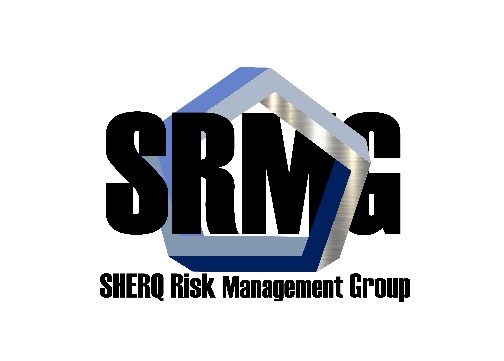 SRMG
SHERQ Risk Management Group